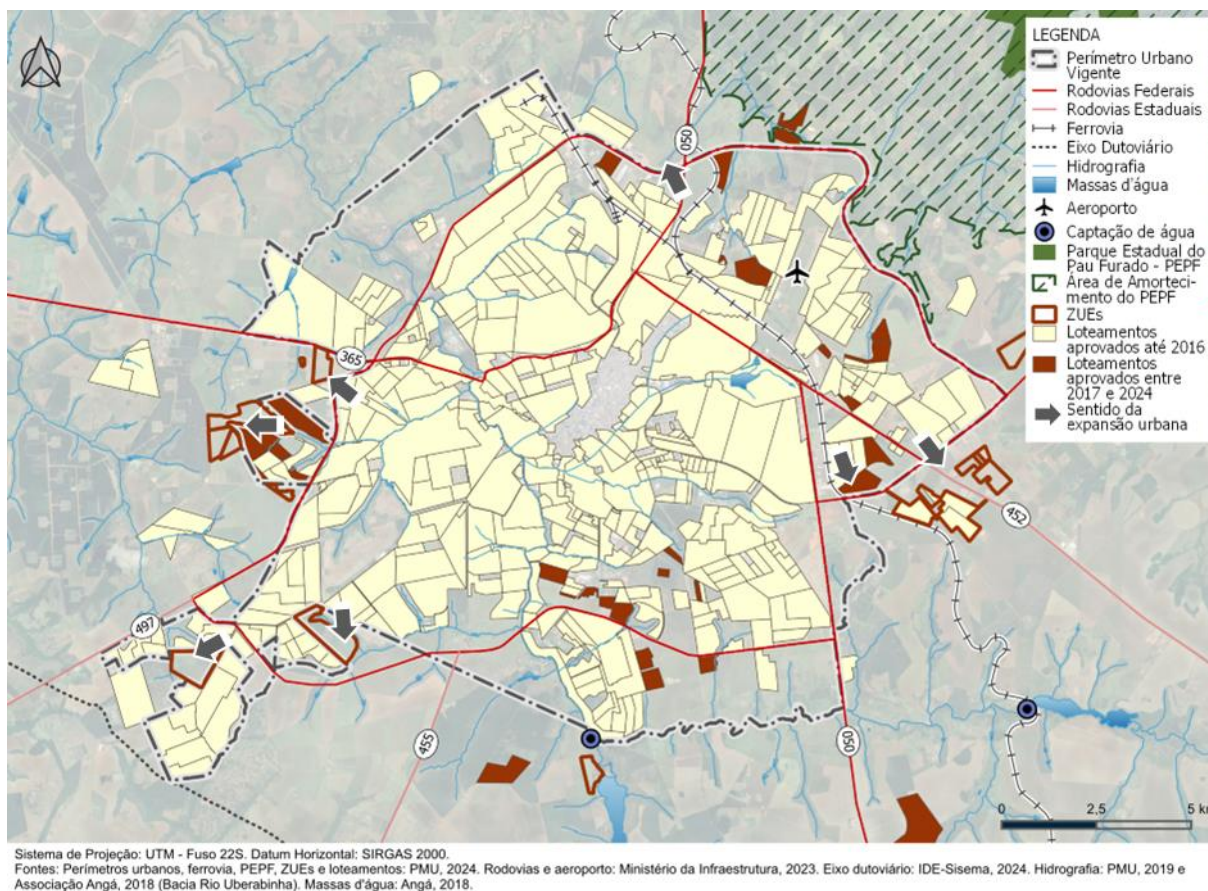 LEGENDA
Perímetro Urbano
Vigente
Rodovias Federais
Rodovias Estaduais
Ferrovia
Eixo Dutoviário
Hidrografia
Massas d'água
Aeroporto
Captação de água
Parque Estadual do
Pau Furado - PEPF
Área de Amorteci-
mento do PEPF
ZUEs
Loteamentos
aprovados até 2016
Loteamentos
aprovados entre
2017 e 2024
Sentido da
expansão urbana
050
365
452
497
455
050
0 2,5 5 km
Sistema de Projeção: UTM - Fuso 22S. Datum Horizontal: SIRGAS 2000.
Fontes: Perímetros urbanos, ferrovia, PEPF, ZUEs e loteamentos: PMU, 2024. Rodovias e aeroporto: Ministério da Infraestrutura, 2023. Eixo dutoviário: IDE-Sisema, 2024. Hidrografia: PMU, 2019 e
Associação Angá, 2018 (Bacia Rio Uberabinha). Massas d'água: Angá, 2018.